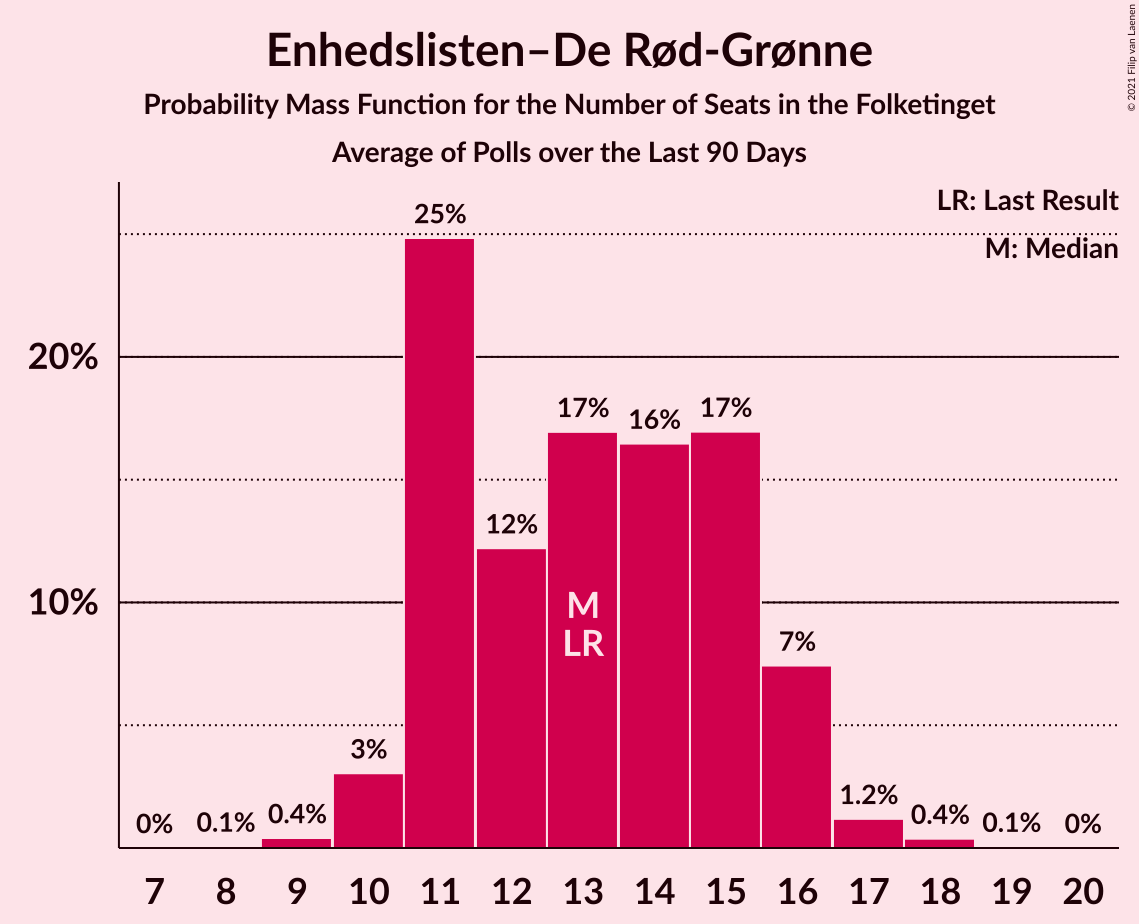 Enhedslisten–De Rød-Grønne
Probability Mass Function for the Number of Seats in the Folketinget
Average of Polls over the Last 90 Days
© 2021 Filip van Laenen
LR: Last Result
M: Median
25%
20%
17%
16%
17%
12%
10%
M
LR
7%
3%
0%
0.1%
0.4%
1.2%
0.4%
0.1%
0%
7 8 9 10 11 12 13 14 15 16 17 18 19 20